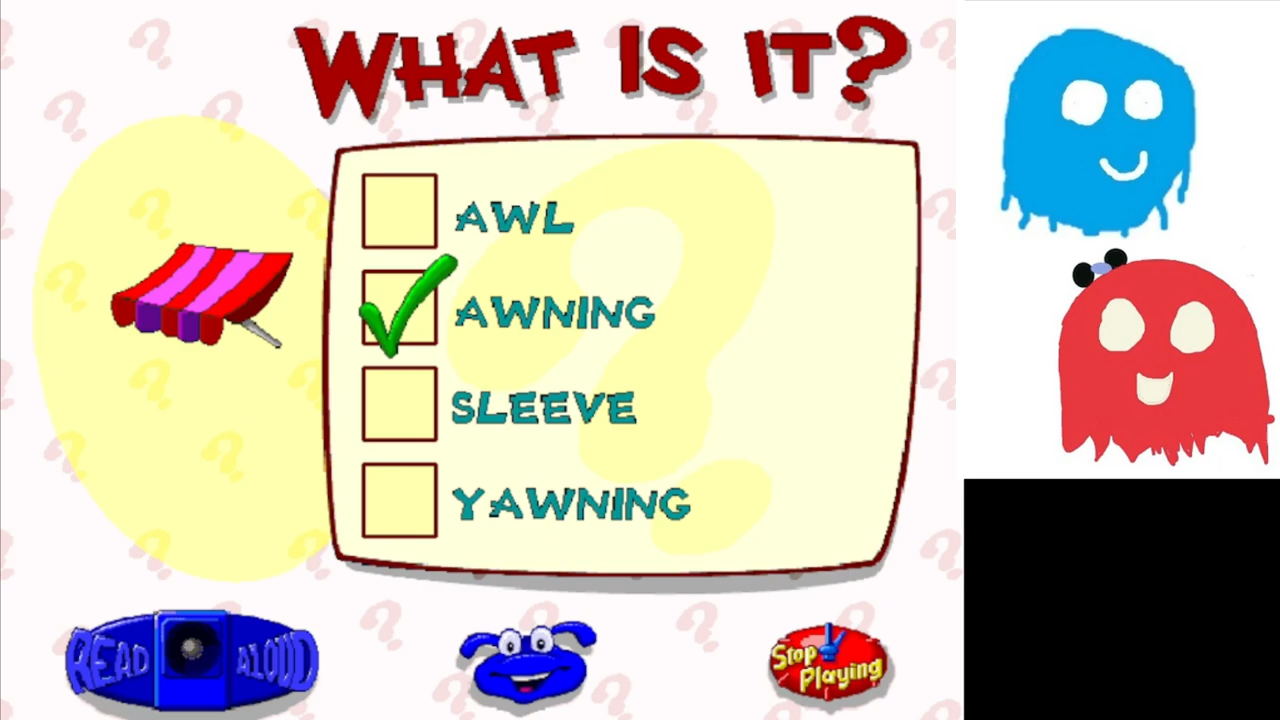 WHAT IS IT?
AWL
AWNING
SLEEVE
YAWNING
READ ALOUD
Stop
Playing